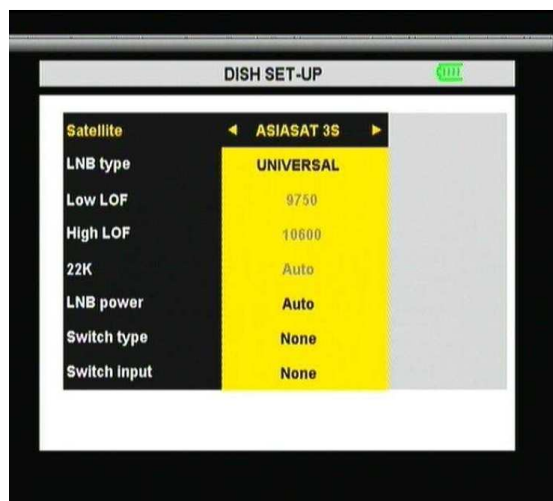 DISH SET-UP
Satellite ASIASAT 3S
LNB type UNIVERSAL
Low LOF 9750
High LOF 10600
22K Auto
LNB power Auto
Switch type None
Switch input None